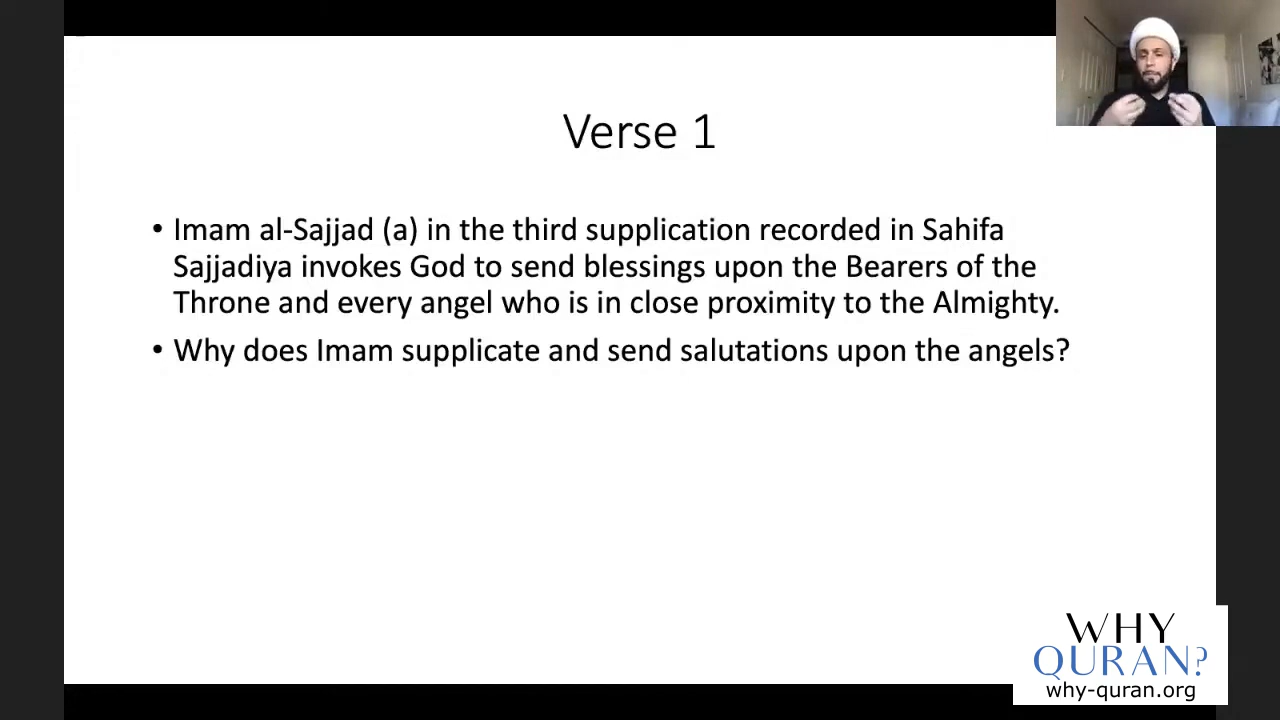 Verse 1
• Imam al-Sajjad (a) in the third supplication recorded in Sahifa
Sajjadiya invokes God to send blessings upon the Bearers of the
Throne and every angel who is in close proximity to the Almighty.
• Why does Imam supplicate and send salutations upon the angels?
WHY
QURAN?
why-quran.org